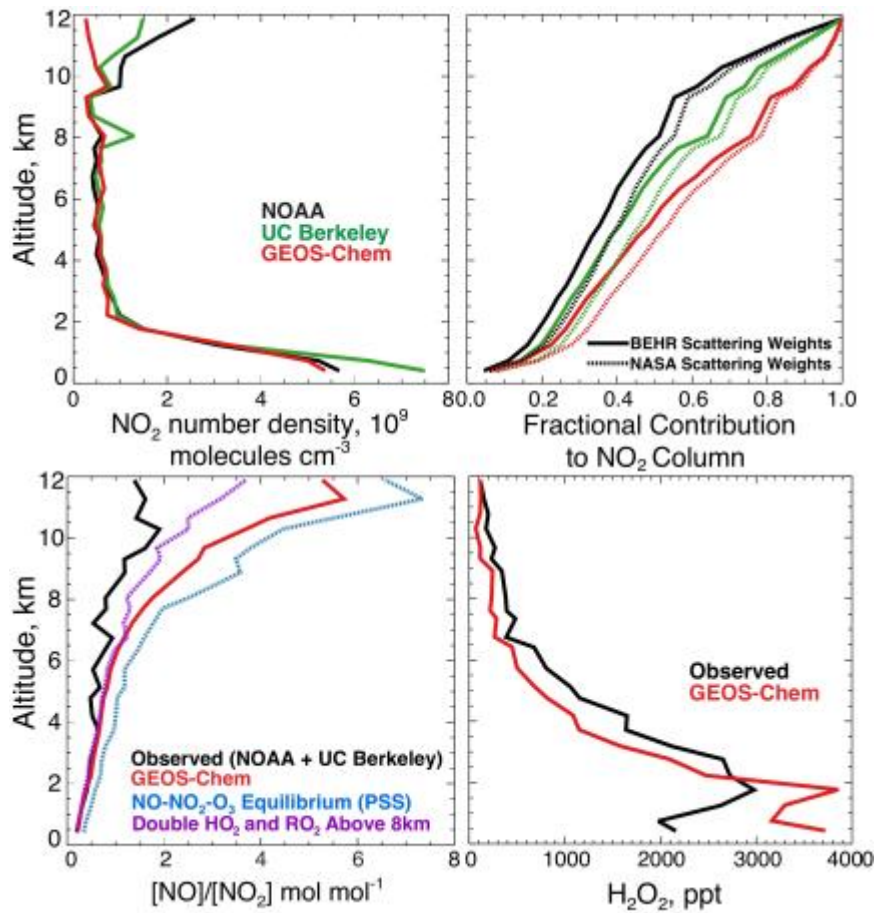 12
10
8
6
4
2
0
Altitude, km
NOAA
UC Berkeley
GEOS-Chem
0 2 4 6 8
NO₂ number density, 10⁹
molecules cm⁻³
BEHR Scattering Weights
NASA Scattering Weights
0.0 0.2 0.4 0.6 0.8 1.0
Fractional Contribution
to NO₂ Column
12
10
8
6
4
2
0
Altitude, km
Observed (NOAA + UC Berkeley)
GEOS-Chem
NO-NO₂-O₃ Equilibrium (PSS)
Double HO₂ and RO₂ Above 8km
0 2 4 6 8
[NO]/[NO₂] mol mol⁻¹
Observed
GEOS-Chem
0 1000 2000 3000 4000
H₂O₂, ppt